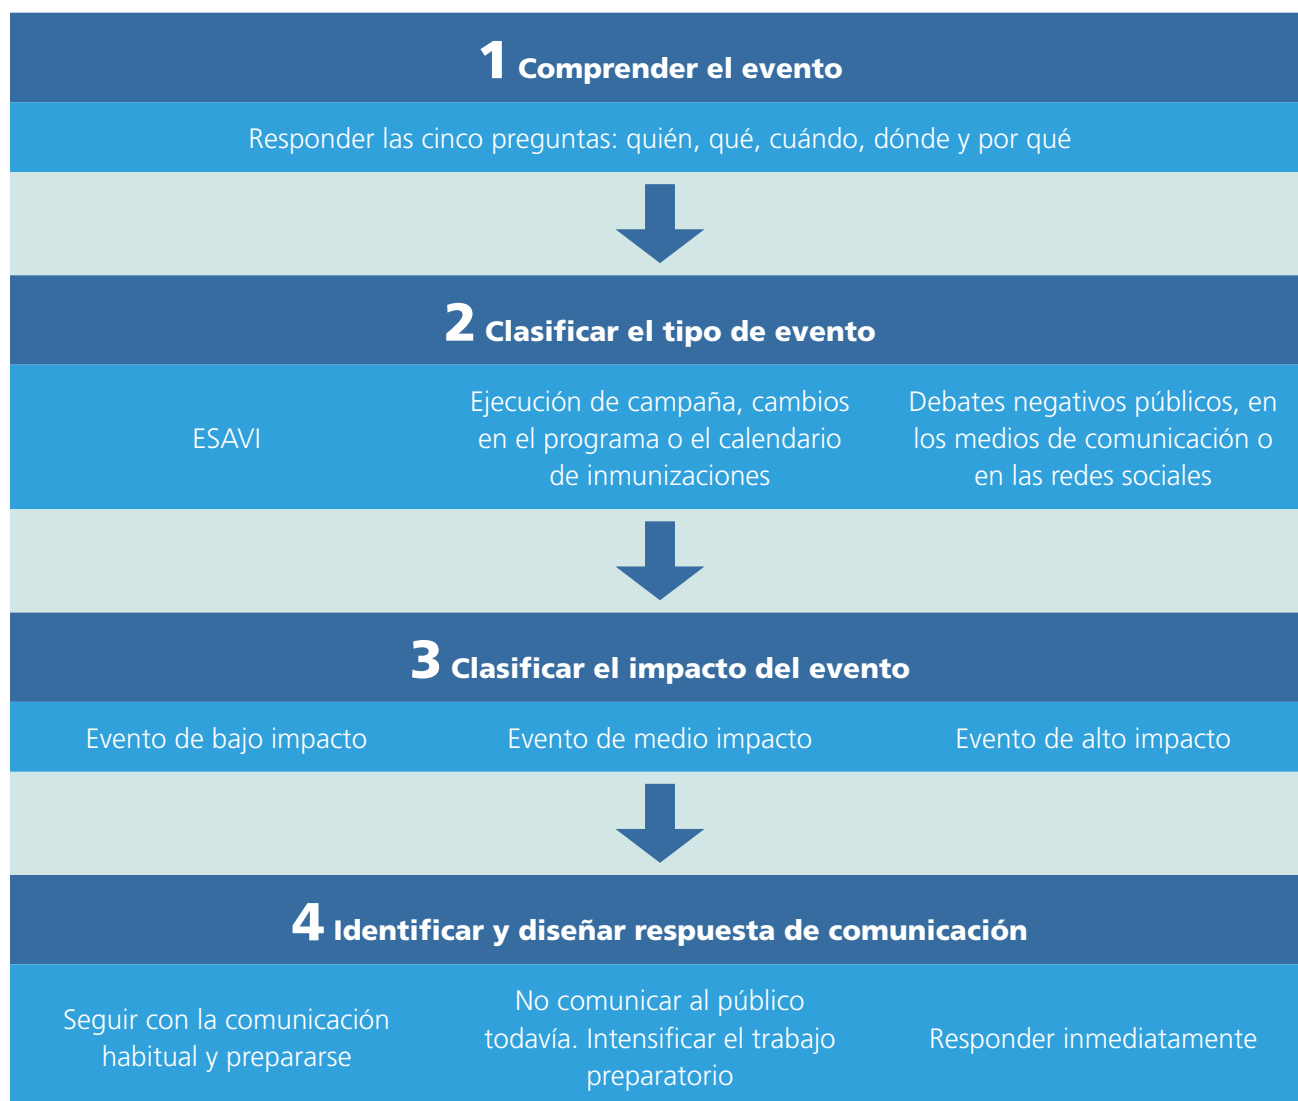 1 Comprender el evento
Responder las cinco preguntas: quién, qué, cuándo, dónde y por qué
2 Clasificar el tipo de evento
ESAVI
Ejecución de campaña, cambios
en el programa o el calendario
de inmunizaciones
Debates negativos públicos, en
los medios de comunicación o
en las redes sociales
3 Clasificar el impacto del evento
Evento de bajo impacto
Evento de medio impacto
Evento de alto impacto
4 Identificar y diseñar respuesta de comunicación
Seguir con la comunicación
habitual y prepararse
No comunicar al público
todavía. Intensificar el trabajo
preparatorio
Responder inmediatamente